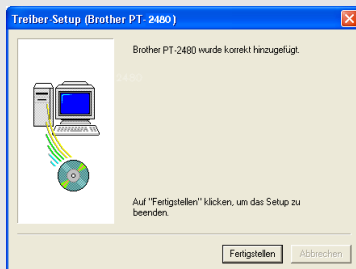 Treiber-Setup (Brother PT-2480)
Brother PT-2480 wurde korrekt hinzugefügt.
2480
Auf "Fertigstellen" klicken, um das Setup zu
beenden.
Fertigstellen
Abbrechen